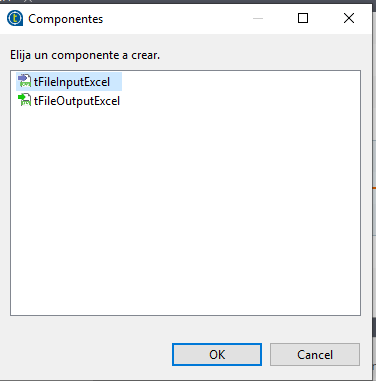 Componentes
Elija un componente a crear.
tFileInputExcel
tFileOutputExcel
OK
Cancel